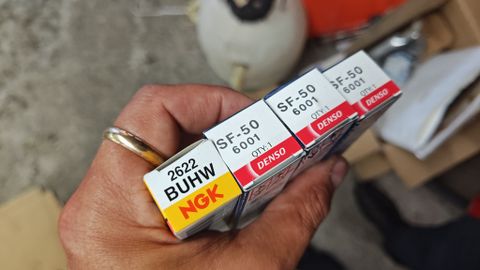 2622
BUHW
NGK
SF-50
6001
QTY:1
DENSO
SF-50
6001
QTY:1
DENSO
SF-50
6001
QTY:1
DENSO